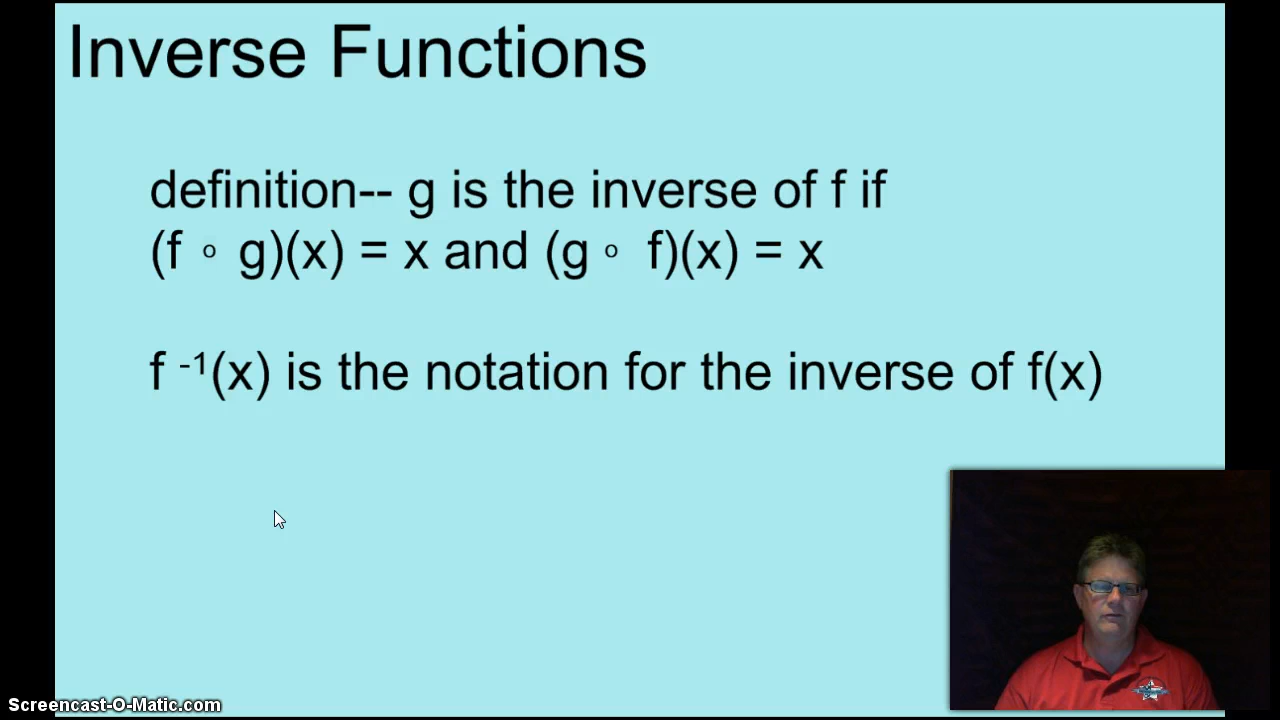 Inverse Functions
definition-- g is the inverse of f if
(f ∘ g)(x) = x and (g ∘ f)(x) = x
f ⁻¹(x) is the notation for the inverse of f(x)
Screencast-O-Matic.com